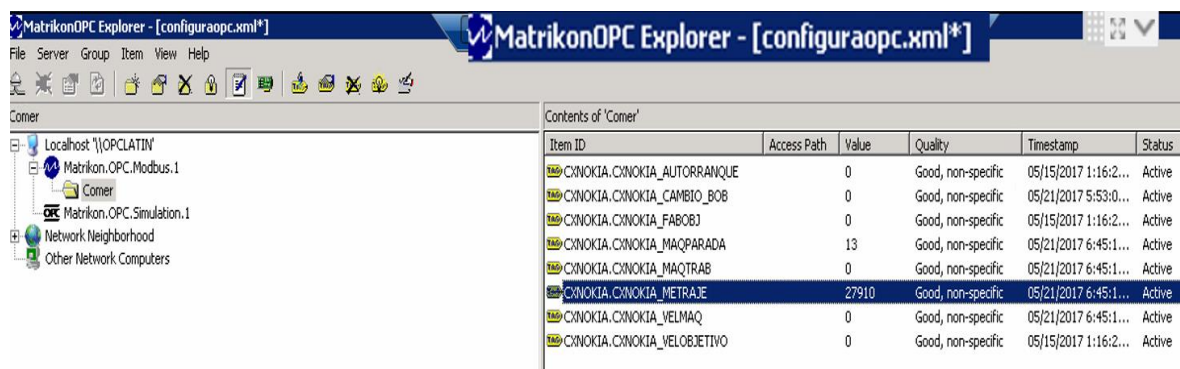 MatrikonOPC Explorer - [configuraopc.xml*]
MatrikonOPC Explorer - [configuraopc.xml*]
File Server Group Item View Help
Comer
Contents of 'Comer'
Localhost '\\OPCLATIN'
Matrikon.OPC.Modbus.1
Comer
Matrikon.OPC.Simulation.1
Network Neighborhood
Other Network Computers
Item ID Access Path Value Quality Timestamp Status
CXNOKIA.CXNOKIA_AUTORRANQUE 0 Good, non-specific 05/15/2017 1:16:2... Active
CXNOKIA.CXNOKIA_CAMBIO_BOB 0 Good, non-specific 05/21/2017 5:53:0... Active
CXNOKIA.CXNOKIA_FABOBJ 0 Good, non-specific 05/15/2017 1:16:2... Active
CXNOKIA.CXNOKIA_MAQPARADA 13 Good, non-specific 05/21/2017 6:45:1... Active
CXNOKIA.CXNOKIA_MAQTRAB 0 Good, non-specific 05/21/2017 6:45:1... Active
CXNOKIA.CXNOKIA_METRAJE 27910 Good, non-specific 05/21/2017 6:45:1... Active
CXNOKIA.CXNOKIA_VELMAQ 0 Good, non-specific 05/21/2017 6:45:1... Active
CXNOKIA.CXNOKIA_VELOBJETIVO 0 Good, non-specific 05/15/2017 1:16:2... Active